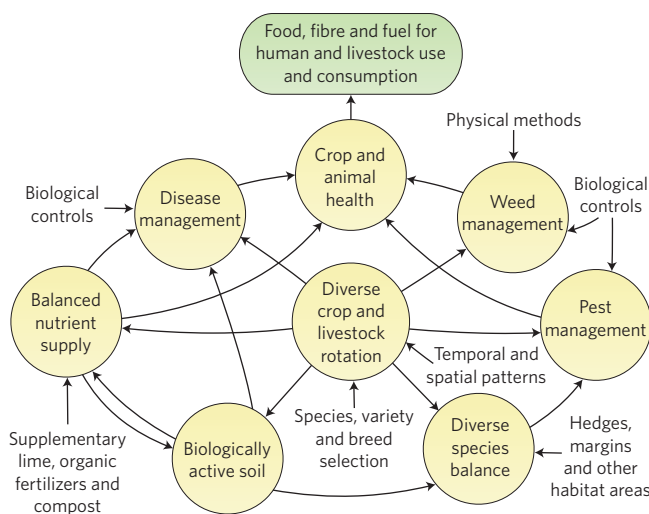 Food, fibre and fuel for
human and livestock use
and consumption
Physical methods
Crop and
animal
health
Biological
controls
Disease
management
Weed
management
Biological
controls
Balanced
nutrient
supply
Diverse
crop and
livestock
rotation
Pest
management
Temporal and
spatial patterns
Supplementary
lime, organic
fertilizers and
compost
Biologically
active soil
Species, variety
and breed
selection
Diverse
species
balance
Hedges,
margins
and other
habitat areas